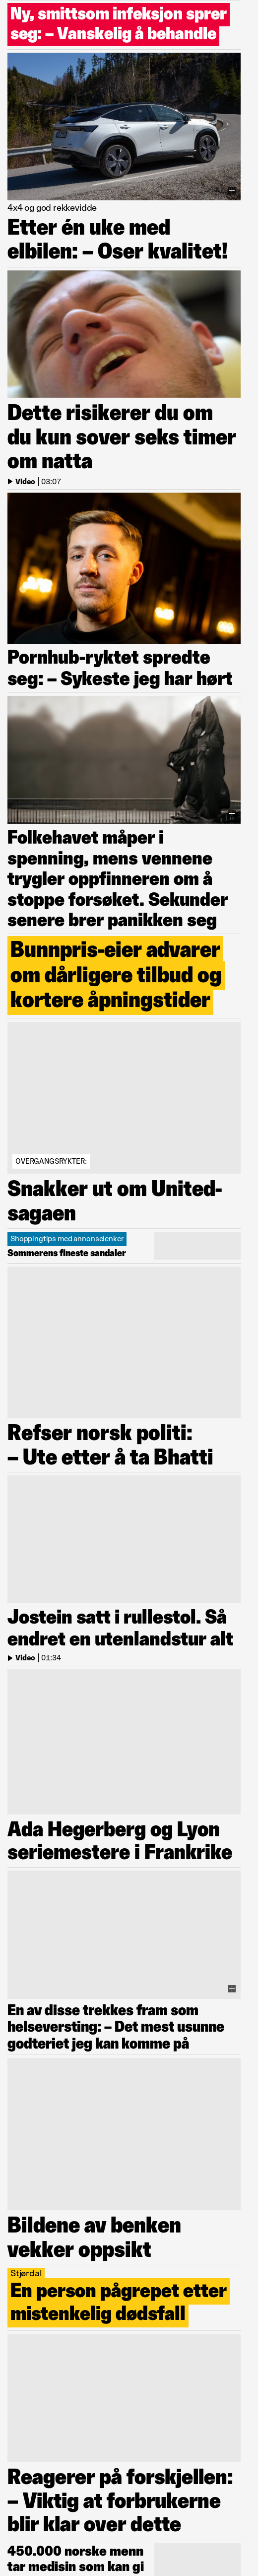 Ny, smittsom infeksjon sprer
seg: – Vanskelig å behandle
4x4 og god rekkevidde
Etter én uke med
elbilen: – Oser kvalitet!
Dette risikerer du om
du kun sover seks timer
om natta
Video | 03:07
Pornhub-ryktet spredte
seg: – Sykeste jeg har hørt
Folkehavet måper i
spenning, mens vennene
trygler oppfinneren om å
stoppe forsøket. Sekunder
senere brer panikken seg
Bunnpris-eier advarer
om dårligere tilbud og
kortere åpningstider
OVERGANGSRYKTER:
Snakker ut om United-
sagaen
Shoppingtips med annonselenker
Sommerens fineste sandaler
Refser norsk politi:
– Ute etter å ta Bhatti
Jostein satt i rullestol. Så
endret en utenlandstur alt
Video | 01:34
Ada Hegerberg og Lyon
seriemestere i Frankrike
En av disse trekkes fram som
helseversting: – Det mest usunne
godteriet jeg kan komme på
Bildene av benken
vekker oppsikt
Stjørdal
En person pågrepet etter
mistenkelig dødsfall
Reagerer på forskjellen:
– Viktig at forbrukerne
blir klar over dette
450.000 norske menn
tar medisin som kan gi